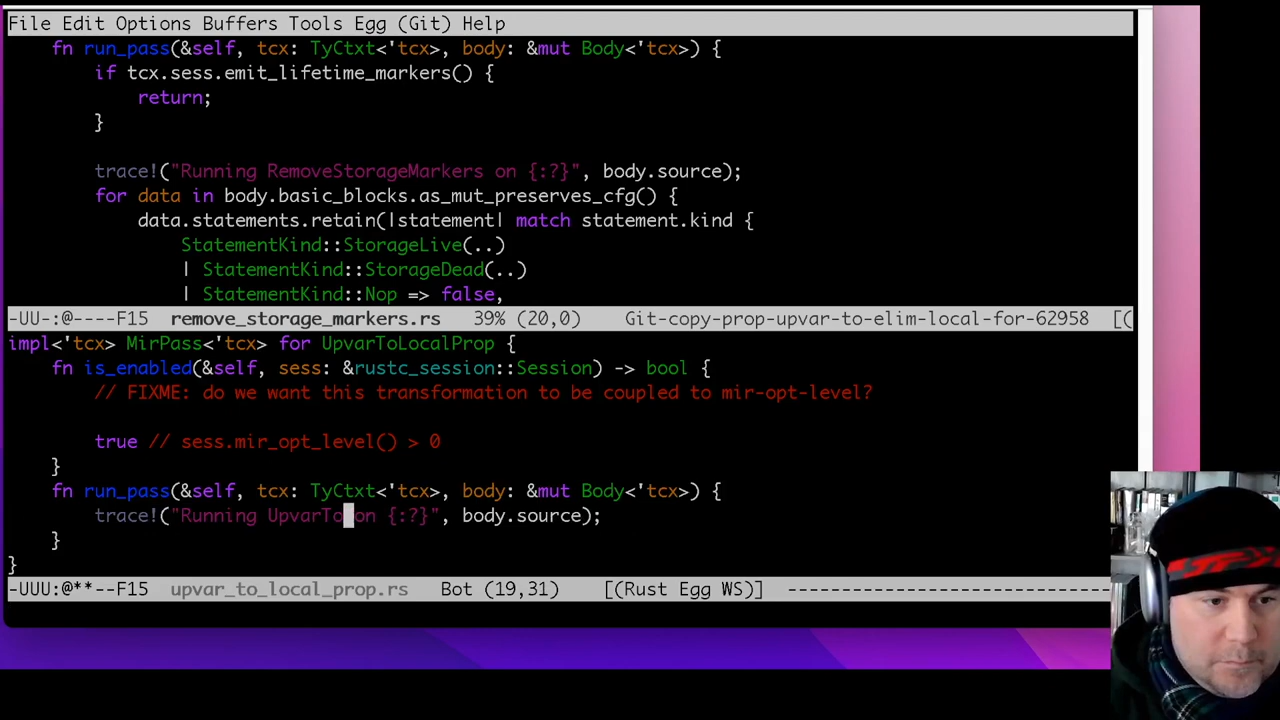 File Edit Options Buffers Tools Egg (Git) Help
fn run_pass(&self, tcx: TyCtxt<'tcx>, body: &mut Body<'tcx>) {
if tcx.sess.emit_lifetime_markers() {
return;
}
trace!("Running RemoveStorageMarkers on {:?}", body.source);
for data in body.basic_blocks.as_mut_preserves_cfg() {
data.statements.retain(|statement| match statement.kind {
StatementKind::StorageLive(..)
| StatementKind::StorageDead(..)
| StatementKind::Nop => false,
-UU-:@----F15 remove_storage_markers.rs 39% (20,0) Git-copy-prop-upvar-to-elim-local-for-62958 [(
impl<'tcx> MirPass<'tcx> for UpvarToLocalProp {
fn is_enabled(&self, sess: &rustc_session::Session) -> bool {
// FIXME: do we want this transformation to be coupled to mir-opt-level?
true // sess.mir_opt_level() > 0
}
fn run_pass(&self, tcx: TyCtxt<'tcx>, body: &mut Body<'tcx>) {
trace!("Running UpvarTo on {:?}", body.source);
}
}
-UUU:@**--F15 upvar_to_local_prop.rs Bot (19,31) [(Rust Egg WS)] ------------------------------